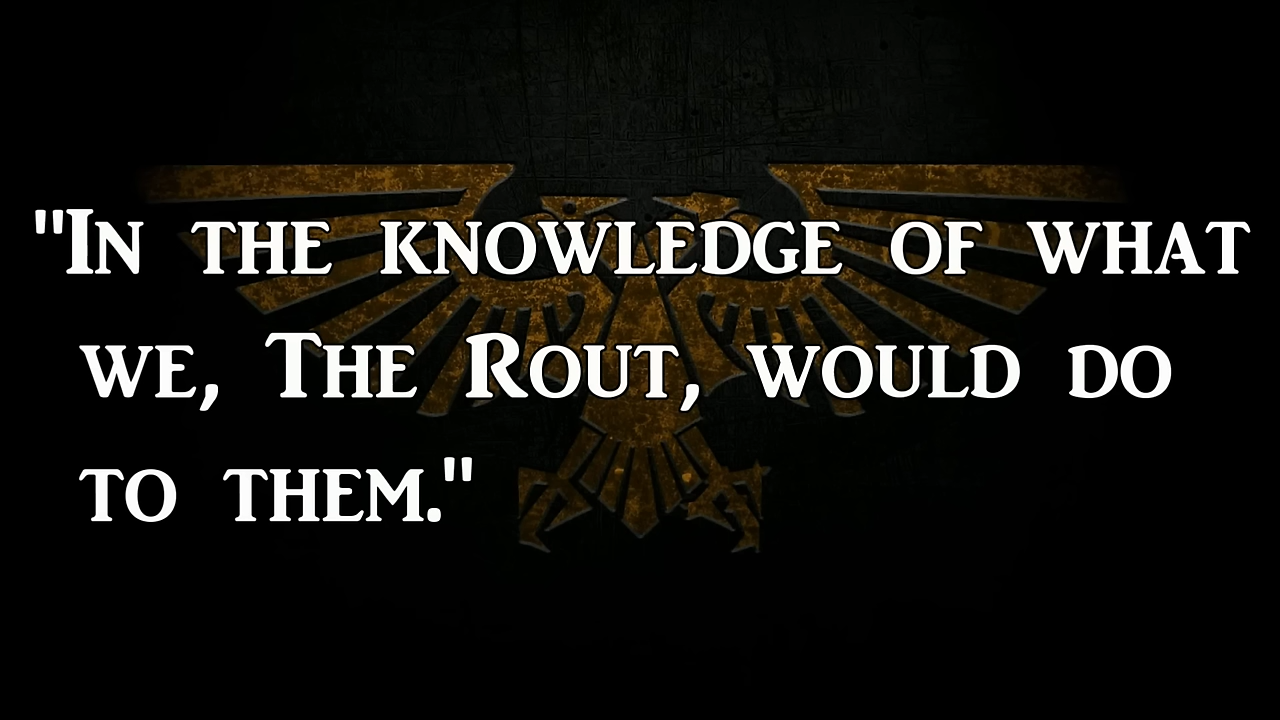 "In the knowledge of what
we, The Rout, would do
to them."